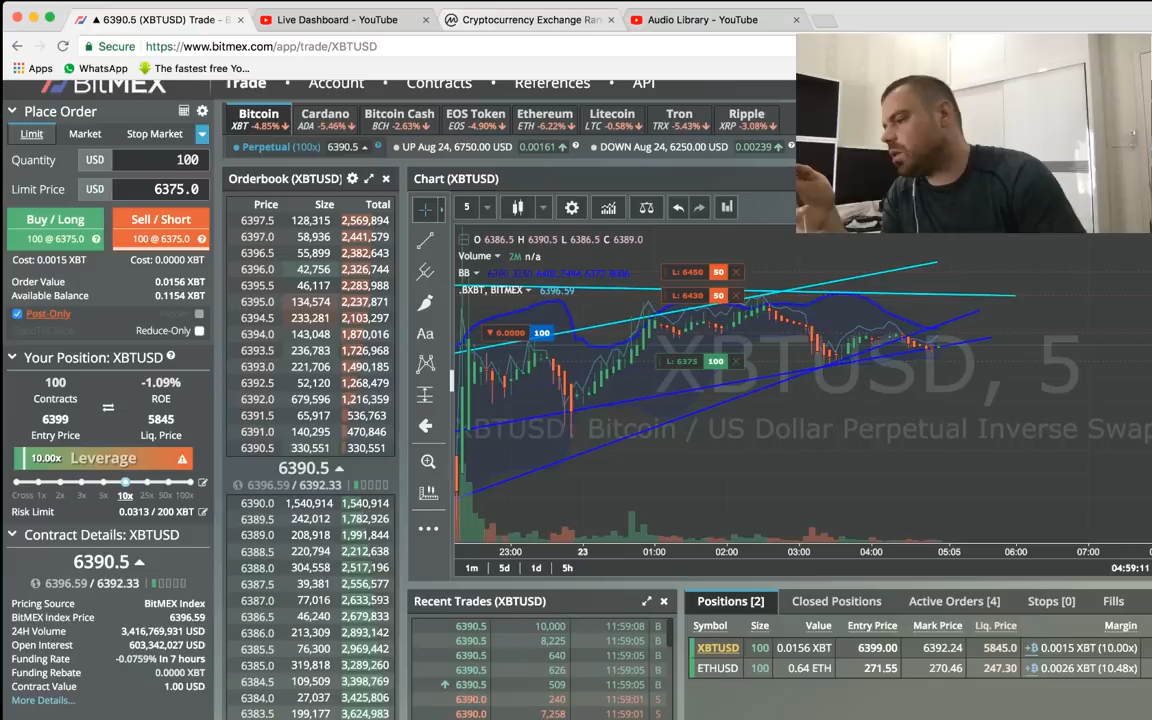 ▲ 6390.5 (XBTUSD) Trade - B
Live Dashboard - YouTube
Cryptocurrency Exchange Ran
Audio Library - YouTube
Secure https://www.bitmex.com/app/trade/XBTUSD
Apps WhatsApp The fastest free Yo...
BitMEX Trade Account Contracts References API
Place Order
Limit Market Stop Market
Quantity USD 100
Limit Price USD 6375.0
Buy / Long Sell / Short
100 @ 6375.0 100 @ 6375.0
Cost: 0.0015 XBT Cost: 0.0000 XBT
Order Value 0.0156 XBT
Available Balance 0.1154 XBT
Post-Only Hidden
Reduce-Only
Your Position: XBTUSD
100 -1.09%
Contracts ROE
6399 5845
Entry Price Liq. Price
10.00x Leverage
Cross 1x 2x 3x 5x 10x 25x 50x 100x
Risk Limit 0.0313 / 200 XBT
Contract Details: XBTUSD
6390.5
6396.59 / 6392.33
Pricing Source BitMEX Index
BitMEX Index Price 6396.59
24H Volume 3,416,769,931 USD
Open Interest 603,342,027 USD
Funding Rate -0.0759% In 7 hours
Funding Rebate 0.0000 XBT
Contract Value 1.00 USD
More Details...
Bitcoin Cardano Bitcoin Cash EOS Token Ethereum Litecoin Tron Ripple
XBT -4.85% ADA -5.46% BCH -2.63% EOS -4.90% ETH -6.22% LTC -0.58% TRX -5.43% XRP -3.08%
Perpetual (100x) 6390.5 UP Aug 24, 6750.00 USD 0.00161 DOWN Aug 24, 6250.00 USD 0.00239
Orderbook (XBTUSD)
Price Size Total
6397.5 128,315 2,569,894
6397.0 58,936 2,441,579
6396.5 55,899 2,382,643
6396.0 42,756 2,326,744
6395.5 46,197 2,283,988
6395.0 134,574 2,237,871
6394.5 233,281 2,103,297
6394.0 143,048 1,870,016
6393.5 236,783 1,726,968
6393.0 221,706 1,490,185
6392.5 52,120 1,268,479
6392.0 679,596 1,216,359
6391.5 65,917 536,763
6391.0 140,295 470,846
6390.5 330,551 330,551
6390.5
6396.59 / 6392.33
6390.0 1,540,914 1,540,914
6389.5 242,012 1,782,926
6389.0 208,918 1,991,844
6388.5 220,794 2,212,638
6388.0 304,558 2,517,196
6387.5 39,381 2,556,577
6387.0 77,016 2,633,593
6386.5 46,240 2,679,833
6386.0 213,309 2,893,142
6385.5 76,300 2,969,442
6385.0 319,818 3,289,260
6384.5 109,509 3,398,769
6384.0 27,037 3,425,806
6383.5 199,177 3,624,983
Chart (XBTUSD)
5
O 6386.5 H 6390.5 L 6386.5 C 6389.0
Volume 2M n/a
BB
.BXBT, BITMEX 6396.59
L: 6450 50
L: 6430 50
0.0000 100
L: 6375 100
XBTUSD, 5
XBTUSD: Bitcoin / US Dollar Perpetual Inverse Swap
23:00 23 01:00 02:00 03:00 04:00 05:05 06:00 07:00
1m 5d 1d 5h 04:59:11
Recent Trades (XBTUSD)
6390.5 10,000 11:59:08 B
6390.5 8,225 11:59:05 B
6390.5 640 11:59:05 B
6390.5 626 11:59:05 B
6390.5 509 11:59:05 B
6390.0 240 11:59:01 S
6390.0 7,258 11:59:01 S
Positions [2] Closed Positions Active Orders [4] Stops [0] Fills
Symbol Size Value Entry Price Mark Price Liq. Price Margin
XBTUSD 100 0.0156 XBT 6399.00 6392.24 5845.0 0.0015 XBT (10.00x)
ETHUSD 100 0.64 ETH 271.55 270.46 247.30 0.0026 XBT (10.48x)